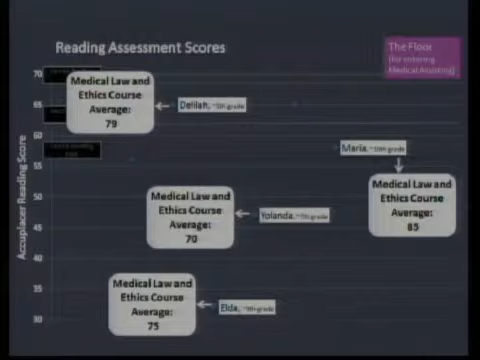 Reading Assessment Scores
The Floor
(for entering
Medical Assisting)
Accuplacer Reading Score
70
65
60
55
50
45
40
35
30
Medical Law and
Ethics Course
Average:
79
Delilah,
Maria,
Medical Law and
Ethics Course
Average:
85
Medical Law and
Ethics Course
Average:
70
Yolanda,
Medical Law and
Ethics Course
Average:
75
Elda,